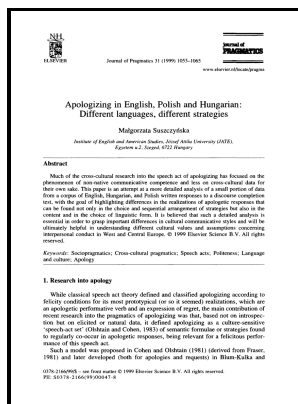 NH
ELSEVIER
Journal of Pragmatics 31 (1999) 1053-1065
journal of
PRAGMATICS
www.elsevier.nl/locate/pragma
Apologizing in English, Polish and Hungarian:
Different languages, different strategies
Małgorzata Suszczyńska
Institute of English and American Studies, József Attila University (JATE),
Egyetem u.2. Szeged, 6722 Hungary
Abstract
Much of the cross-cultural research into the speech act of apologizing has focused on the
phenomenon of non-native communicative competence and less on cross-cultural data for
their own sake. This paper is an attempt at a more detailed analysis of a small portion of data
from a corpus of English, Hungarian, and Polish written responses to a discourse completion
test, with the goal of highlighting differences in the realizations of apologetic responses that
can be found not only in the choice and sequential arrangement of strategies but also in the
content and in the choice of linguistic form. It is believed that such a detailed analysis is
essential in order to grasp important differences in cultural communicative styles and will be
ultimately helpful in understanding different cultural values and assumptions concerning
interpersonal conduct in West and Central Europe. © 1999 Elsevier Science B.V. All rights
reserved.
Keywords: Sociopragmatics; Cross-cultural pragmatics; Speech acts; Politeness; Language
and culture; Apology
1. Research into apology
While classical speech act theory defined and classified apologizing according to
felicity conditions for its most prototypical (or so it seemed) realizations, which are
an apologetic performative verb and an expression of regret, the main contribution of
recent research into the pragmatics of apologizing was that, based not on introspec-
tion but on elicited or natural data, it defined apologizing as a culture-sensitive
'speech-act set' (Olshtain and Cohen, 1983) of semantic formulae or strategies found
to regularly co-occur in apologetic responses, being relevant for a felicitous perfor-
mance of this speech act.
Such a model was proposed in Cohen and Olshtain (1981) (derived from Fraser,
1981) and later developed (both for apologies and requests) in Blum-Kulka and
0378-2166/99/$ – see front matter © 1999 Elsevier Science B.V. All rights reserved.
PII: S0378-2166(99)00047-8